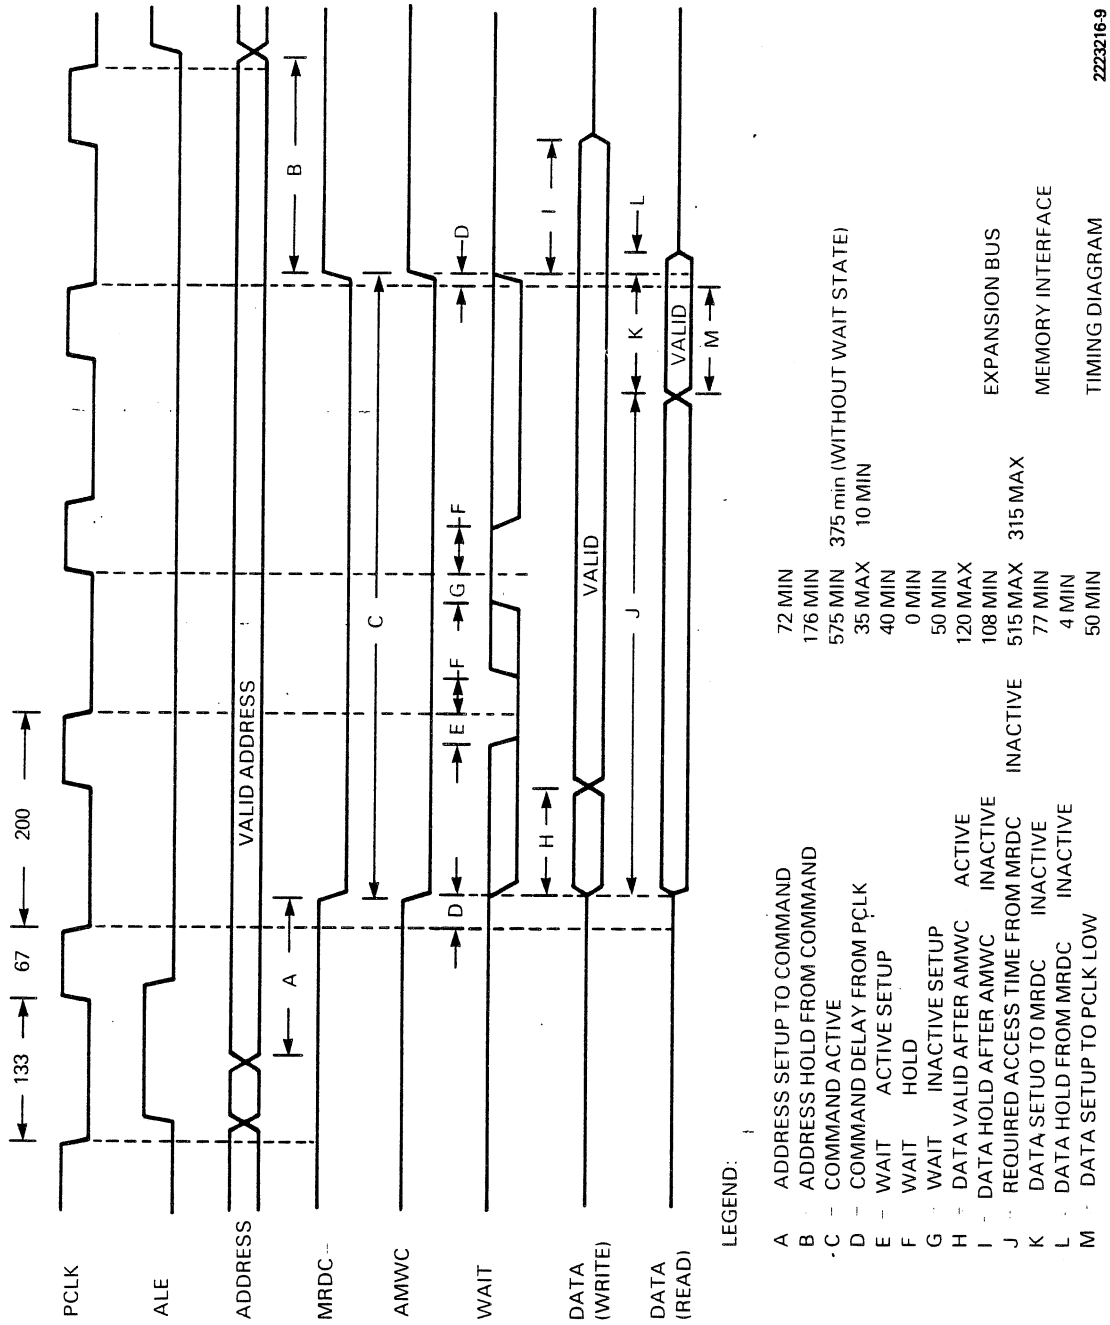 133
67
200
PCLK
ALE
ADDRESS
VALID ADDRESS
A
B
MRDC
C
AMWC
D
E
F
G
F
D
WAIT
H
I
DATA
(WRITE)
VALID
J
K
L
DATA
(READ)
VALID
M
LEGEND:
A ADDRESS SETUP TO COMMAND 72 MIN
B ADDRESS HOLD FROM COMMAND 176 MIN
C – COMMAND ACTIVE 575 MIN 375 min (WITHOUT WAIT STATE)
D – COMMAND DELAY FROM PCLK 35 MAX 10 MIN
E – WAIT ACTIVE SETUP 40 MIN
F WAIT HOLD 0 MIN
G WAIT INACTIVE SETUP 50 MIN
H – DATA VALID AFTER AMWC ACTIVE 120 MAX
I - DATA HOLD AFTER AMWC INACTIVE 108 MIN
J - REQUIRED ACCESS TIME FROM MRDC INACTIVE 515 MAX 315 MAX
K DATA SETUO TO MRDC INACTIVE 77 MIN
L - DATA HOLD FROM MRDC INACTIVE 4 MIN
M - DATA SETUP TO PCLK LOW 50 MIN
EXPANSION BUS
MEMORY INTERFACE
TIMING DIAGRAM
2223216-9